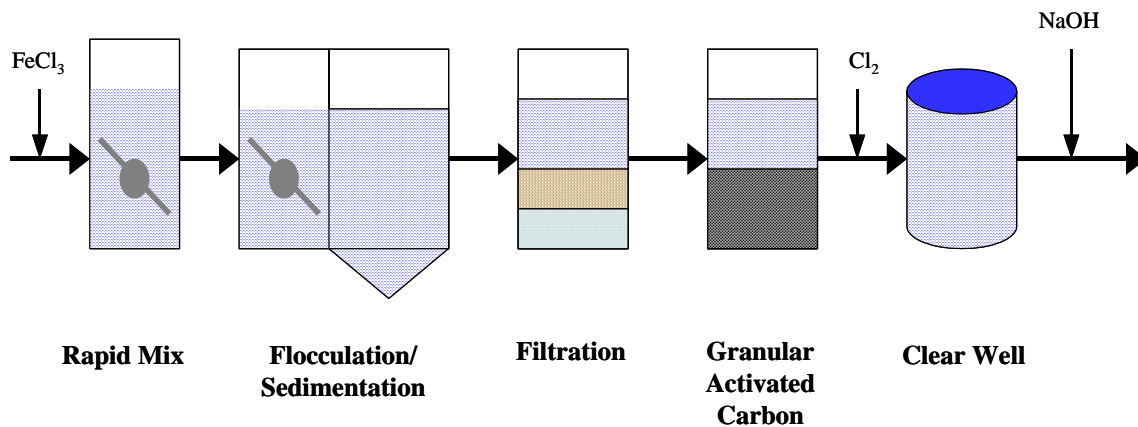 NaOH
FeCl₃
Cl₂
Rapid Mix
Flocculation/
Sedimentation
Filtration
Granular
Activated
Carbon
Clear Well